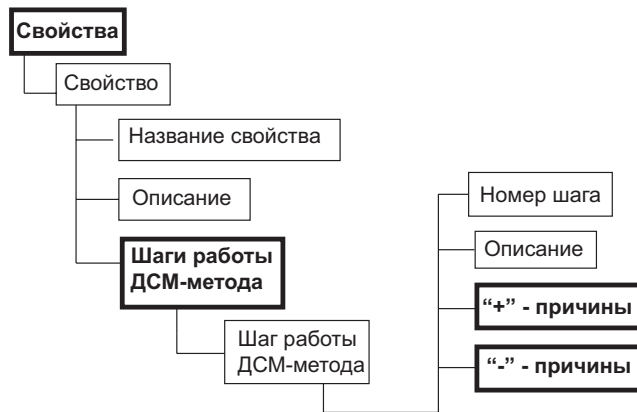 Свойства
Свойство
Название свойства
Описание
Шаги работы
ДСМ-метода
Шаг работы
ДСМ-метода
Номер шага
Описание
“+” - причины
“-” - причины